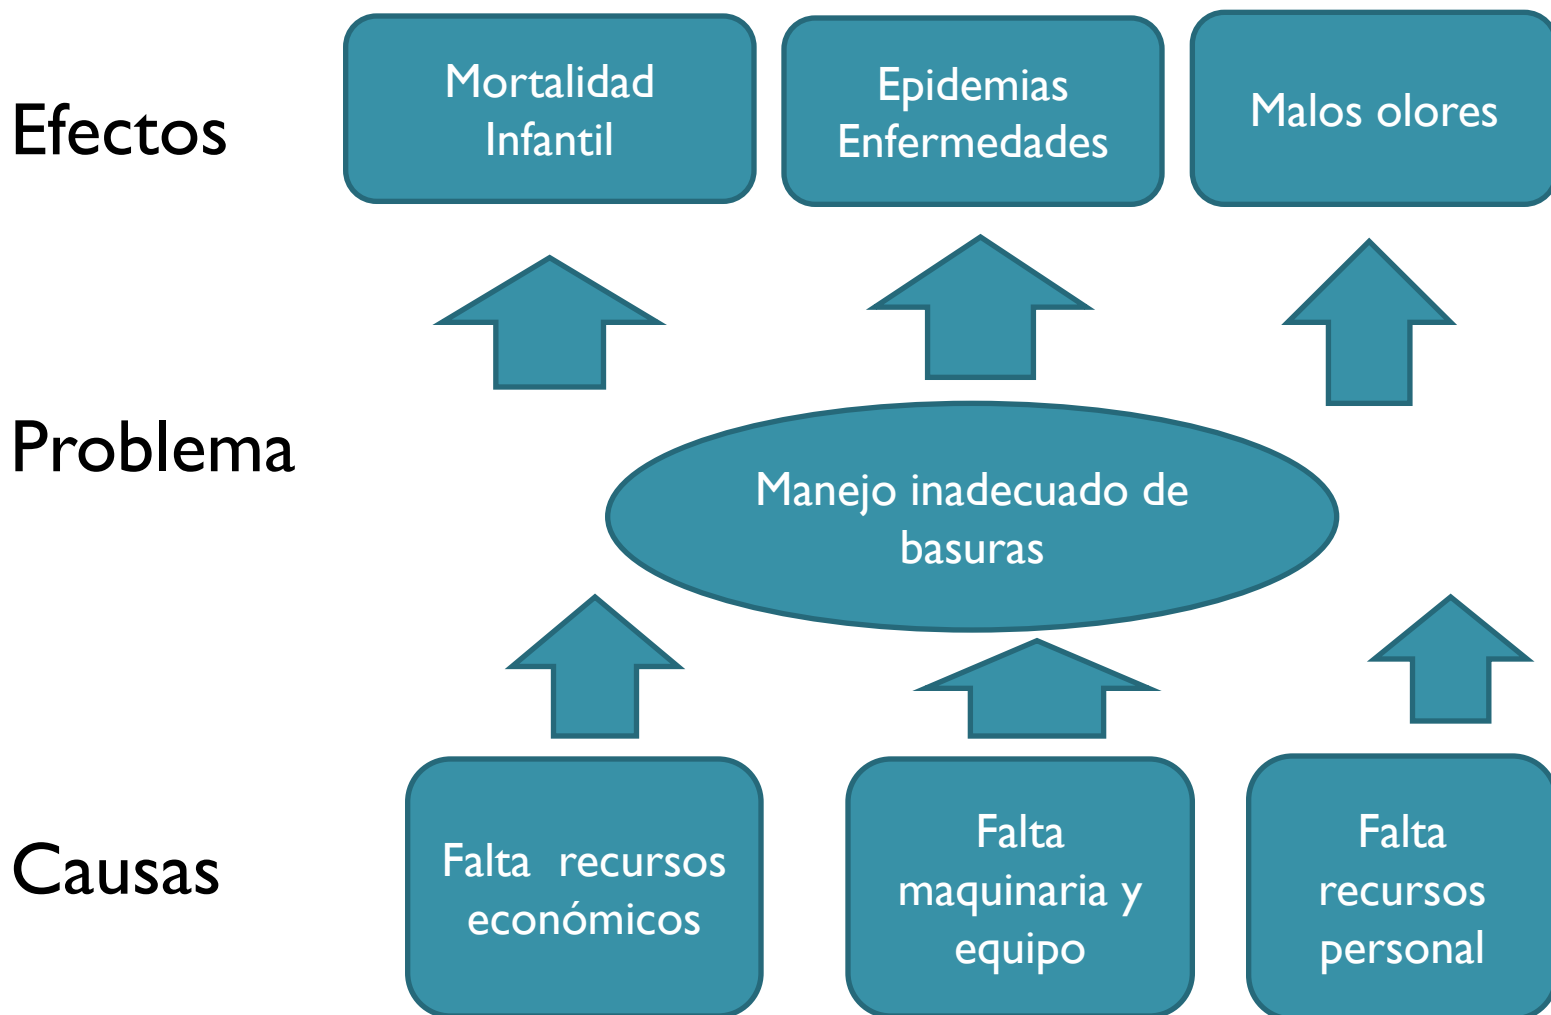 Efectos
Mortalidad
Infantil
Epidemias
Enfermedades
Malos olores
Problema
Manejo inadecuado de
basuras
Causas
Falta  recursos
económicos
Falta
maquinaria y
equipo
Falta
recursos
personal